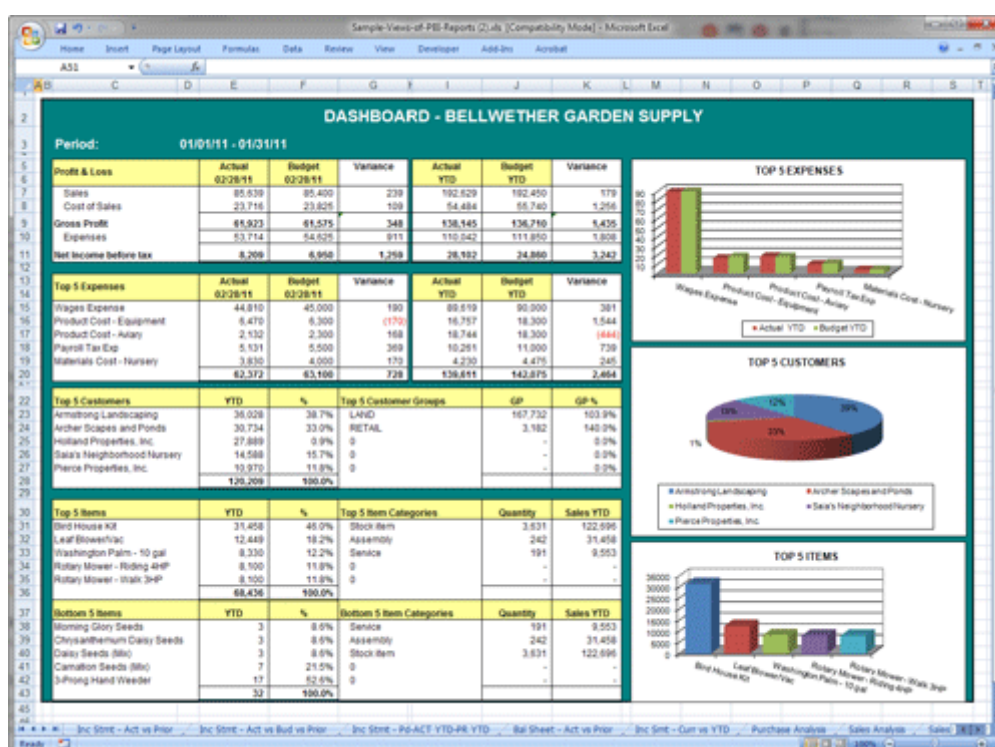 Sample-Views-of-PEI-Reports (2).xls [Compatibility Mode] - Microsoft Excel
Home Insert Page Layout Formulas Data Review View Developer Add-Ins Acrobat
A51 fx
A B C D E F G H I J K L M N O P Q R S T
DASHBOARD - BELLWETHER GARDEN SUPPLY
Period: 01/01/11 - 01/31/11
Profit & Loss Actual 02/28/11 Budget 02/28/11 Variance Actual YTD Budget YTD Variance
Sales 85,639 85,400 239 192,629 192,450 179
Cost of Sales 23,716 23,825 109 54,484 55,740 1,256
Gross Profit 61,923 61,575 348 138,145 136,710 1,435
Expenses 53,714 54,625 911 110,042 111,850 1,808
Net Income before tax 8,209 6,950 1,259 28,102 24,860 3,242
Top 5 Expenses Actual 02/28/11 Budget 02/28/11 Variance Actual YTD Budget YTD Variance
Wages Expense 44,810 45,000 190 89,619 90,000 381
Product Cost - Equipment 6,470 6,300 (170) 16,757 18,300 1,544
Product Cost - Aviary 2,132 2,300 168 18,744 18,300 (444)
Payroll Tax Exp 5,131 5,500 369 10,261 11,000 739
Materials Cost - Nursery 3,830 4,000 170 4,230 4,475 245
62,372 63,100 728 139,611 142,075 2,464
Top 5 Customers YTD % Top 5 Customer Groups GP GP %
Armstrong Landscaping 36,028 38.7% LAND 167,732 103.9%
Archer Scapes and Ponds 30,734 33.0% RETAIL 3,182 140.0%
Holland Properties, Inc. 27,889 0.9% 0 - 0.0%
Saia's Neighborhood Nursery 14,588 15.7% 0 - 0.0%
Pierce Properties, Inc. 10,970 11.8% 0 - 0.0%
120,209 100.0%
Top 5 Items YTD % Top 5 Item Categories Quantity Sales YTD
Bird House Kit 31,458 46.0% Stock item 3,631 122,696
Leaf Blower/Vac 12,449 18.2% Assembly 242 31,458
Washington Palm - 10 gal 8,330 12.2% Service 191 9,553
Rotary Mower - Riding 4HP 8,100 11.8% 0 - -
Rotary Mower - Walk 3HP 8,100 11.8% 0 - -
68,436 100.0%
Bottom 5 Items YTD % Bottom 5 Item Categories Quantity Sales YTD
Morning Glory Seeds 3 8.6% Service 191 9,553
Chrysanthemum Daisy Seeds 3 8.6% Assembly 242 31,458
Daisy Seeds (Mix) 3 8.6% Stock item 3,631 122,696
Carnation Seeds (Mix) 7 21.5% 0 - -
3-Prong Hand Weeder 17 52.6% 0 - -
32 100.0%
TOP 5 EXPENSES
90
80
70
60
50
40
30
20
10
Wages Expense
Product Cost - Equipment
Product Cost - Aviary
Payroll Tax Exp
Materials Cost - Nursery
Actual YTD Budget YTD
TOP 5 CUSTOMERS
12%
39%
1%
Armstrong Landscaping Archer Scapes and Ponds
Holland Properties, Inc. Saia's Neighborhood Nursery
Pierce Properties, Inc.
TOP 5 ITEMS
30000
25000
20000
15000
10000
5000
0
Bird House Kit
Leaf Blower/Vac
Washington Palm - 10 gal
Rotary Mower - Riding 4HP
Rotary Mower - Walk 3HP
Inc Stmt - Act vs Prior Inc Stmt - Act vs Bud vs Prior Inc Stmt - Pd-ACT YTD-PR YTD Bal Sheet - Act vs Prior Inc Smt - Curr vs YTD Purchase Analysis Sales Analysis Sales
Ready 100%